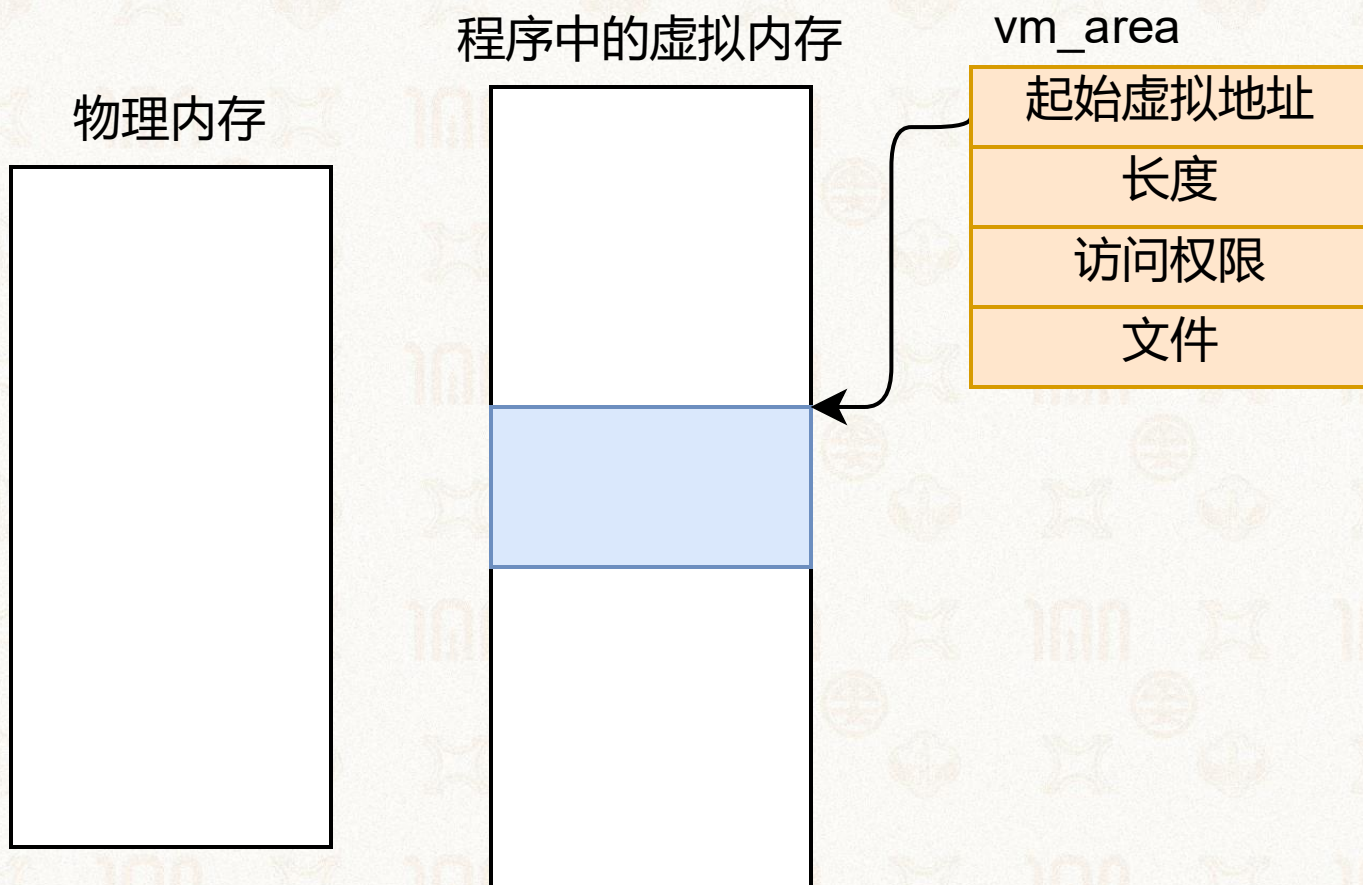 程序中的虚拟内存
vm_area
物理内存
起始虚拟地址
长度
访问权限
文件